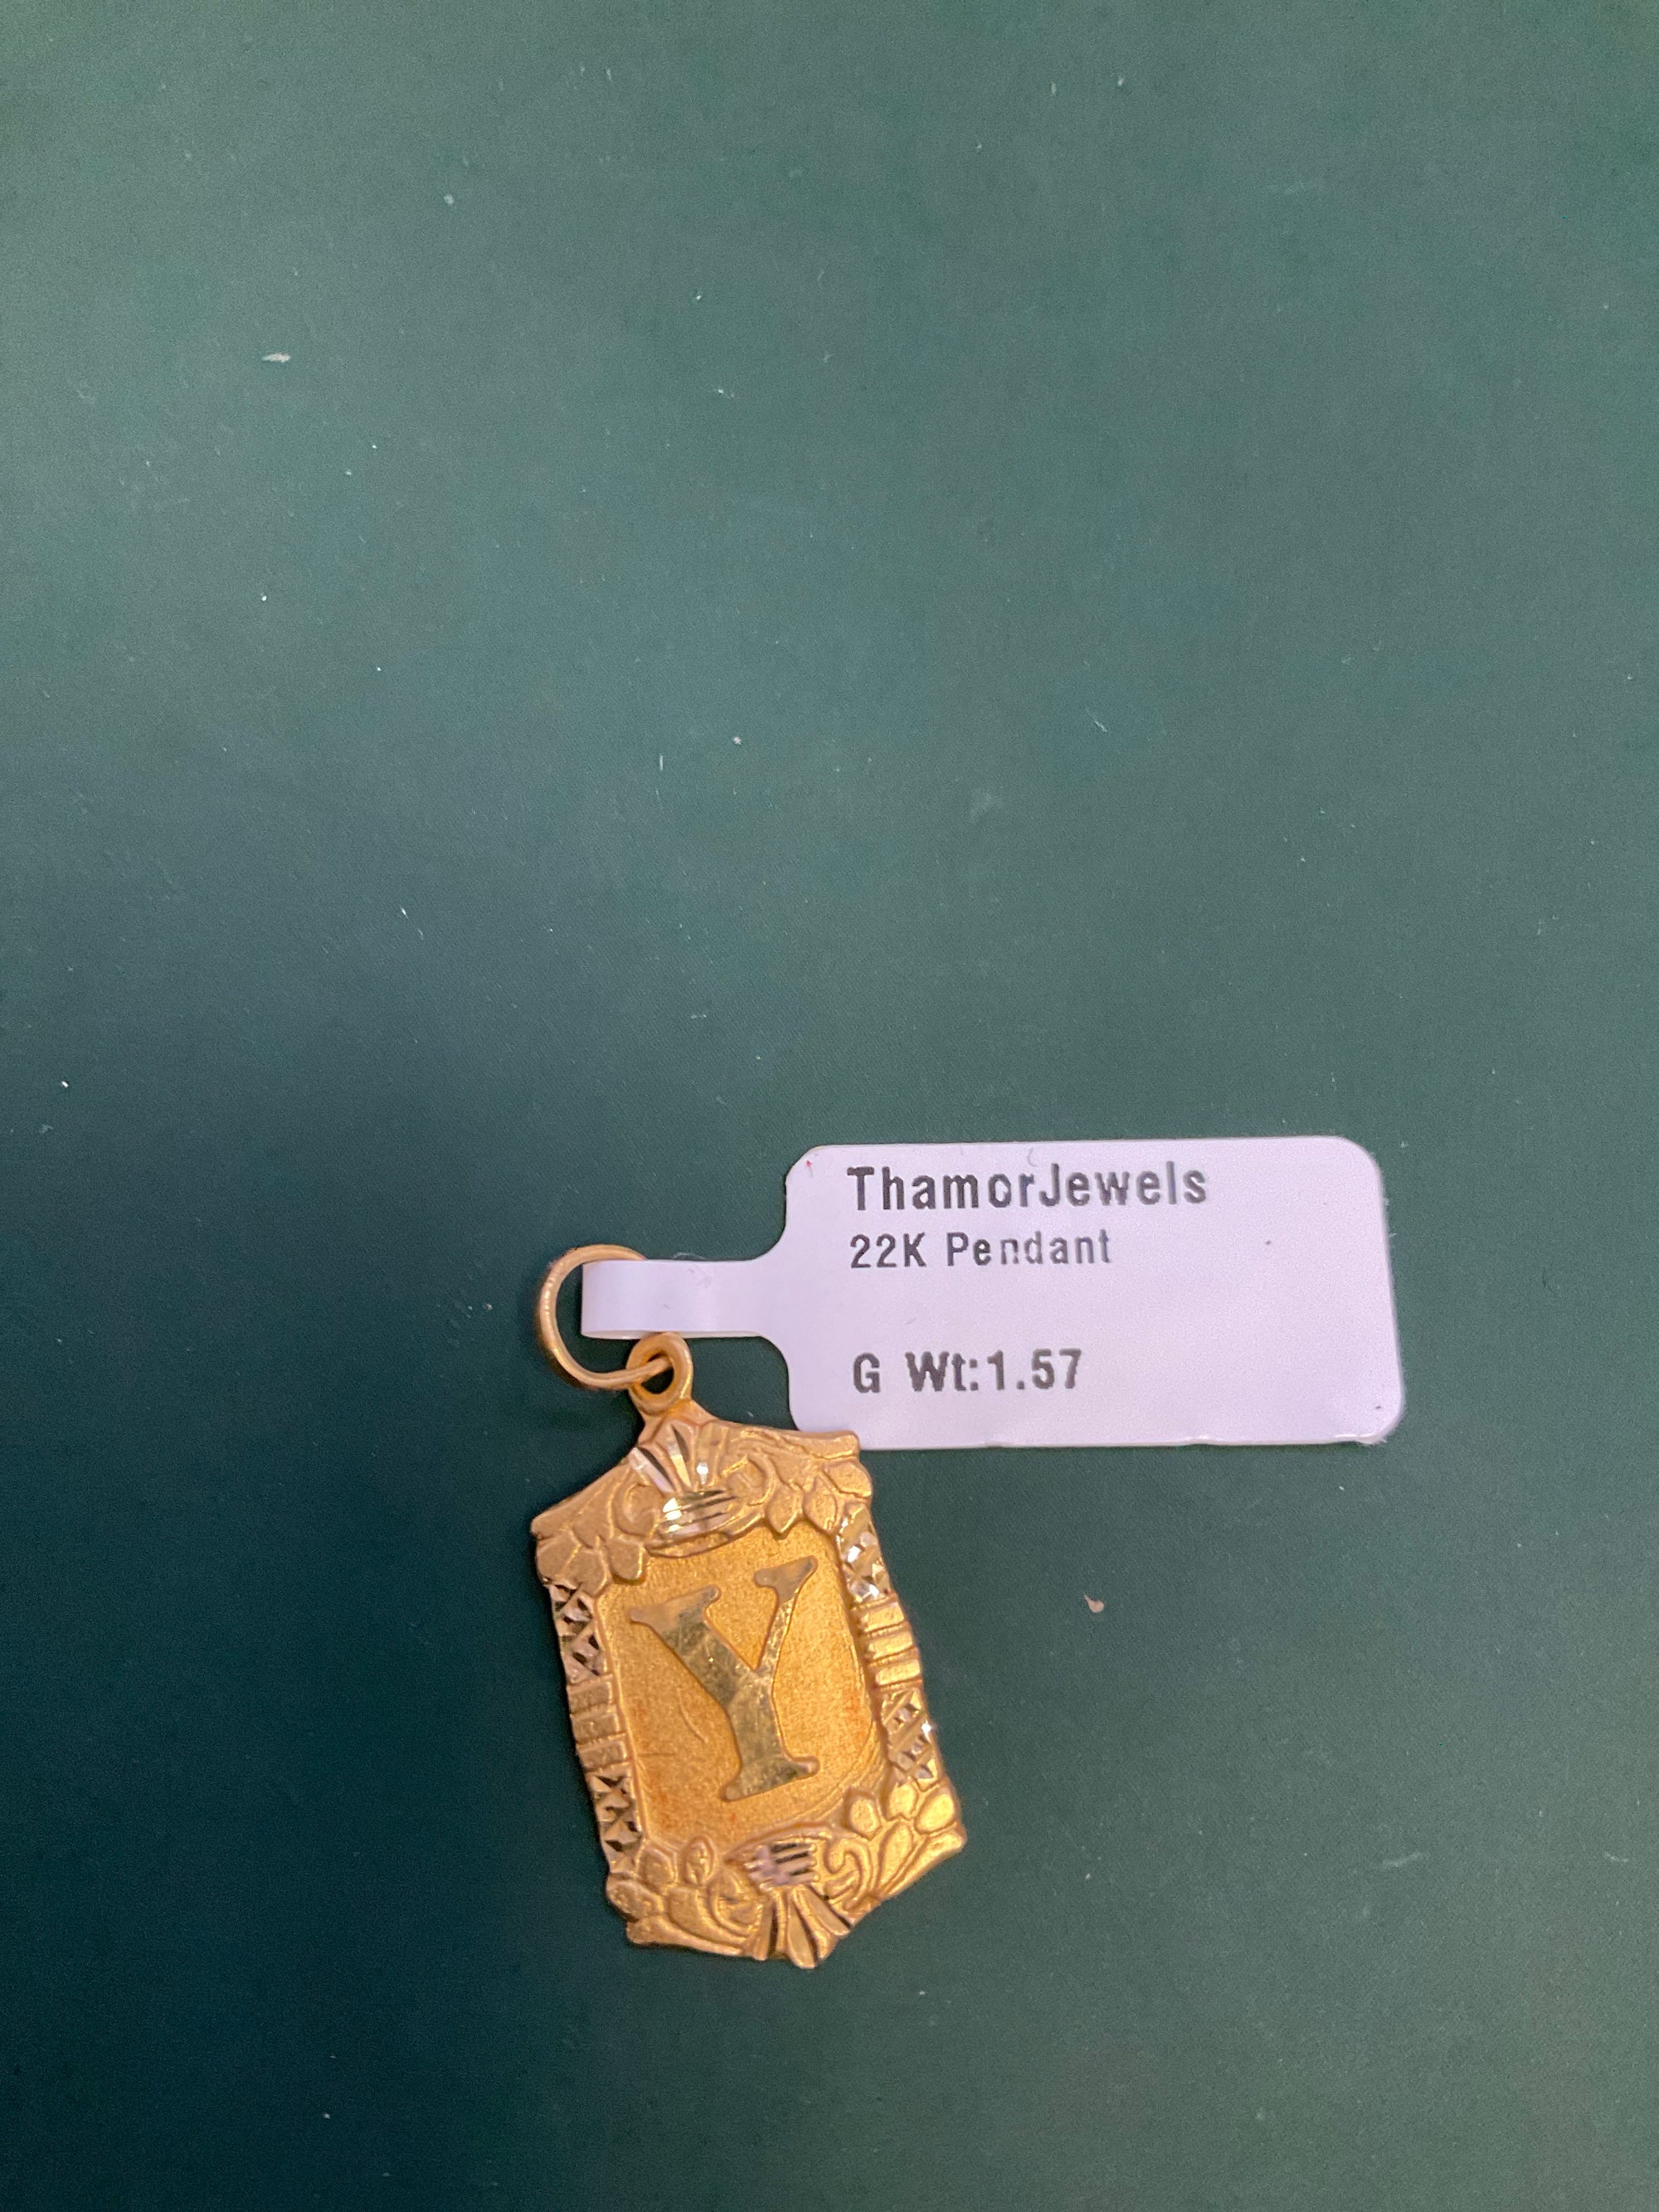 ThamorJewels
22K Pendant
G Wt:1.57
Y